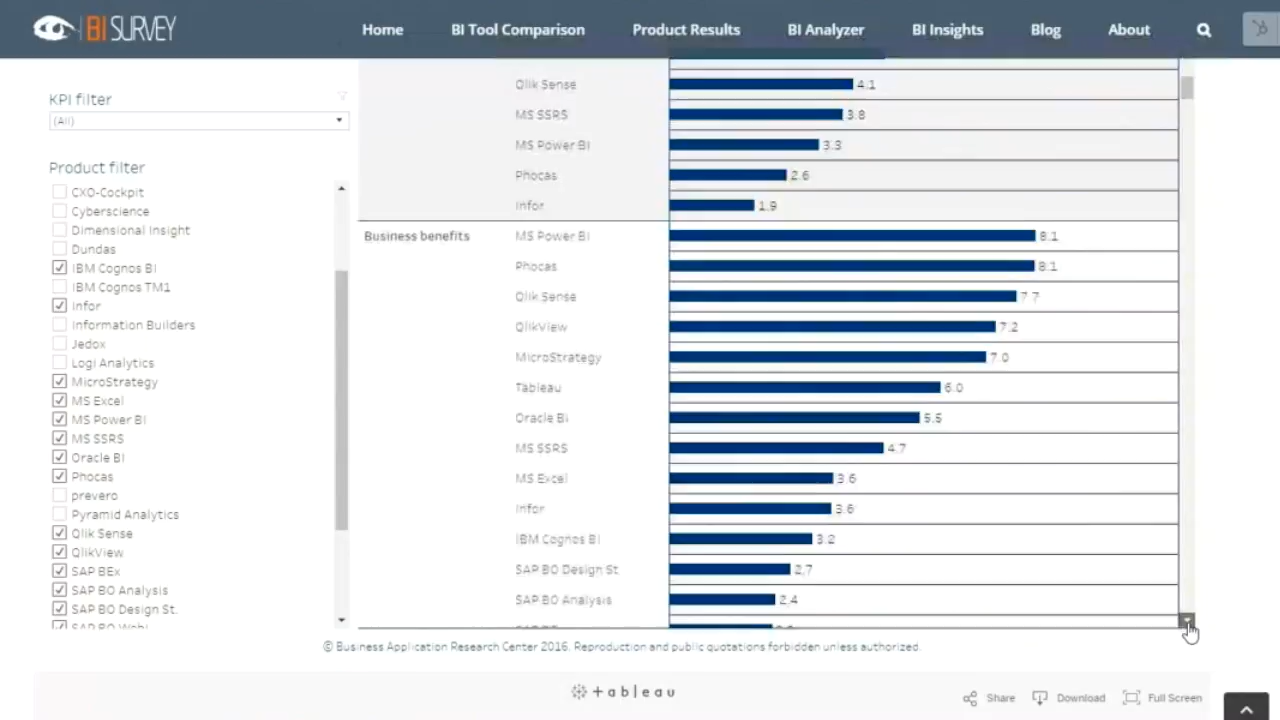 BI SURVEY
Home
BI Tool Comparison
Product Results
BI Analyzer
BI Insights
Blog
About
KPI filter
(All)
Product filter
CXO-Cockpit
Cyberscience
Dimensional Insight
Dundas
IBM Cognos BI
IBM Cognos TM1
Infor
Information Builders
Jedox
Logi Analytics
MicroStrategy
MS Excel
MS Power BI
MS SSRS
Oracle BI
Phocas
prevero
Pyramid Analytics
Qlik Sense
QlikView
SAP BEx
SAP BO Analysis
SAP BO Design St.
Qlik Sense 4.1
MS SSRS 3.8
MS Power BI 3.3
Phocas 2.6
Infor 1.9
Business benefits
MS Power BI 8.1
Phocas 8.1
Qlik Sense 7.7
QlikView 7.2
MicroStrategy 7.0
Tableau 6.0
Oracle BI 5.5
MS SSRS 4.7
MS Excel 3.6
Infor 3.6
IBM Cognos BI 3.2
SAP BO Design St 2.7
SAP BO Analysis 2.4
© Business Application Research Center 2016. Reproduction and public quotations forbidden unless authorized.
+ableau
Share
Download
Full Screen